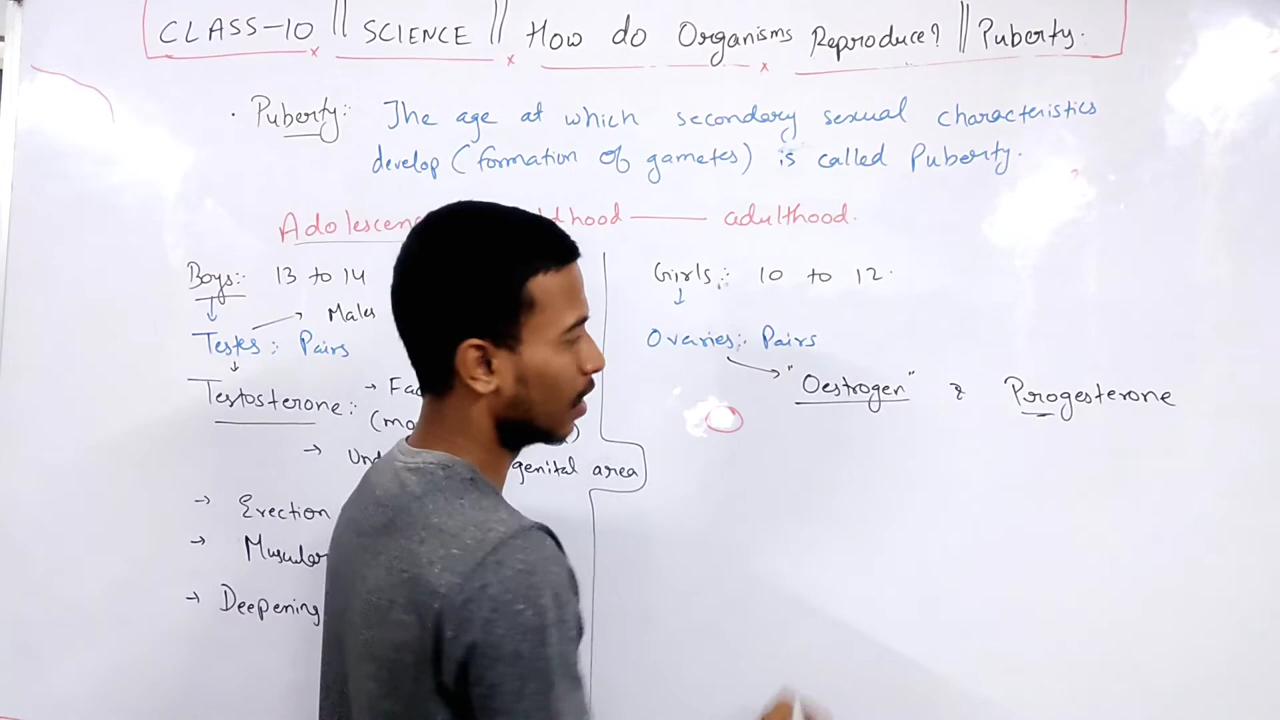 CLASS-10 || SCIENCE || How do Organisms Reproduce? || Puberty.
· Puberty:- The age at which secondary sexual characteristics
develop (formation of gametes) is called Puberty.
adulthood.
Boys:- 13 to 14
Males
Testes: Pairs
Testosterone:-
genital area
→ Erection
→ Muscular
→ Deepening
Girls:- 10 to 12.
Ovaries:- Pairs
"Oestrogen" & Progesterone